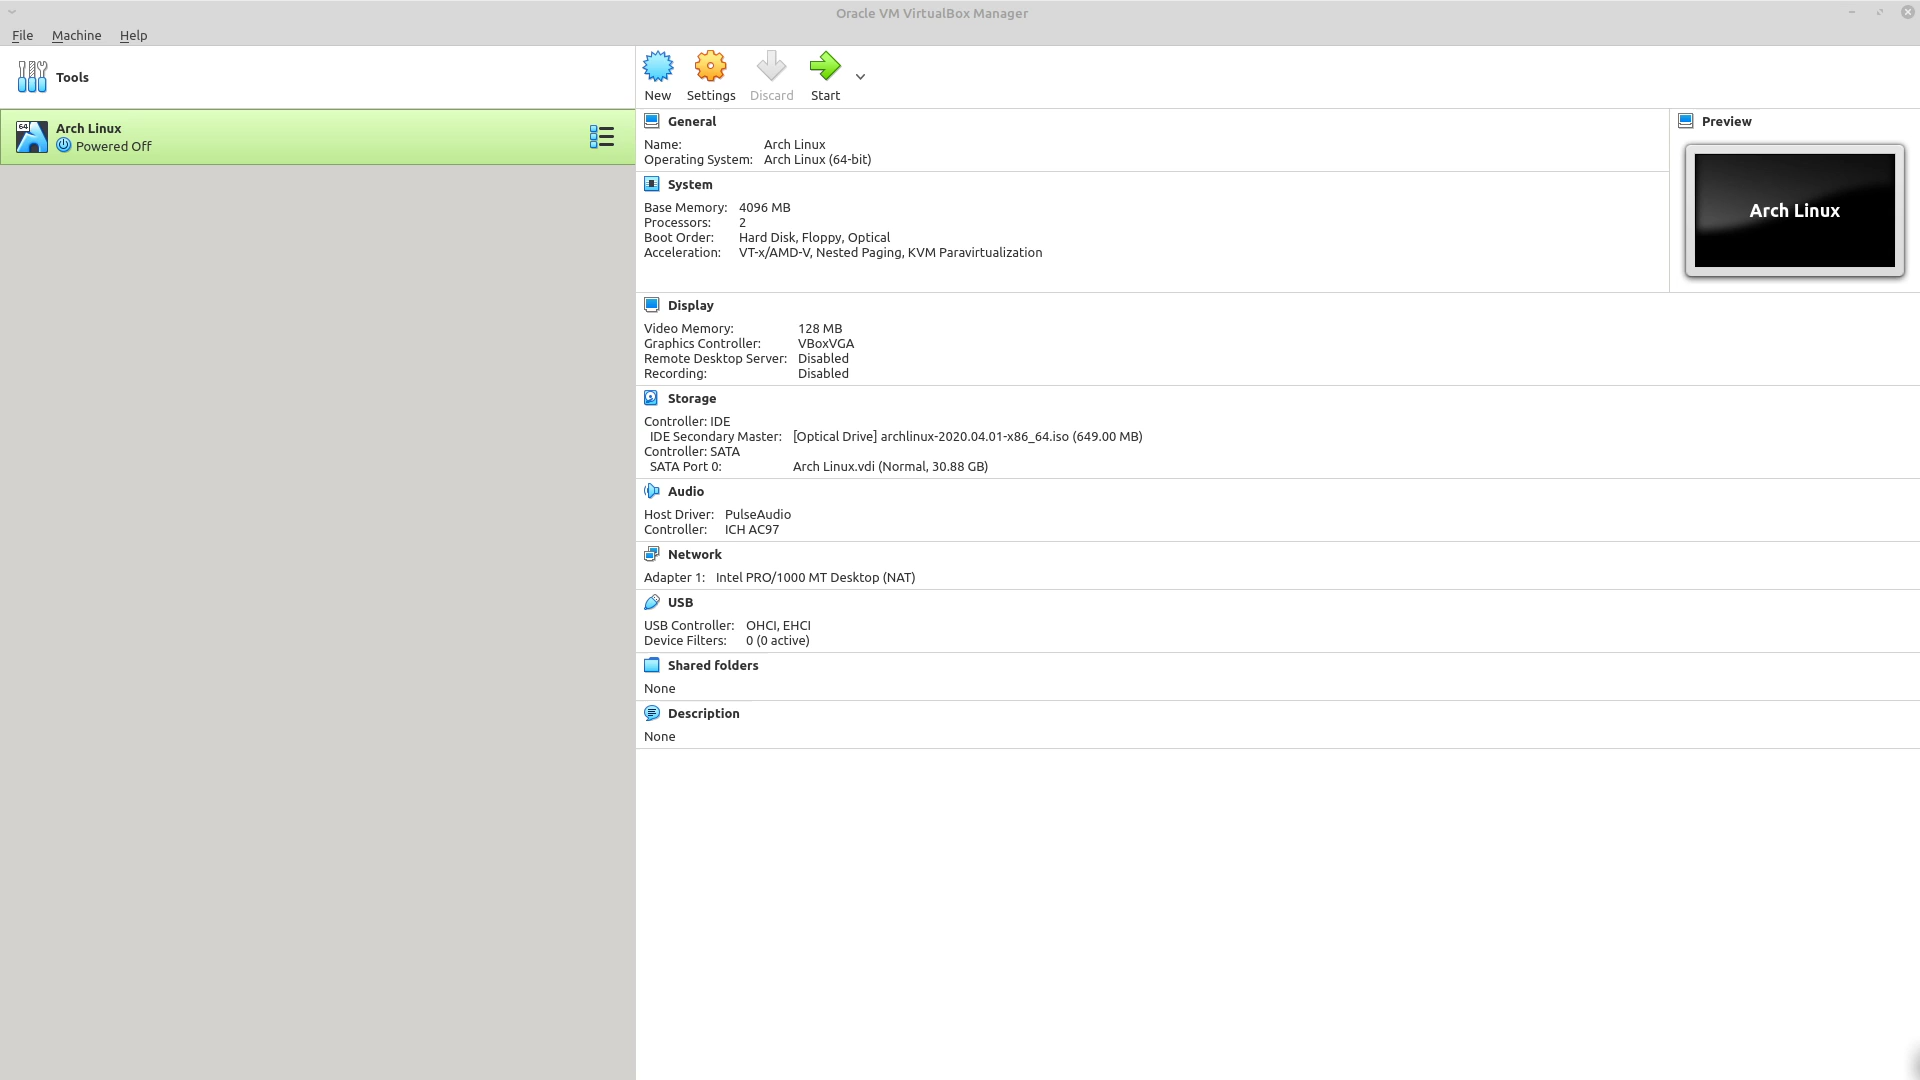 Oracle VM VirtualBox Manager
File Machine Help
Tools
New Settings Discard Start
64
Arch Linux
Powered Off
General
Name: Arch Linux
Operating System: Arch Linux (64-bit)
Preview
Arch Linux
System
Base Memory: 4096 MB
Processors: 2
Boot Order: Hard Disk, Floppy, Optical
Acceleration: VT-x/AMD-V, Nested Paging, KVM Paravirtualization
Display
Video Memory: 128 MB
Graphics Controller: VBoxVGA
Remote Desktop Server: Disabled
Recording: Disabled
Storage
Controller: IDE
IDE Secondary Master: [Optical Drive] archlinux-2020.04.01-x86_64.iso (649.00 MB)
Controller: SATA
SATA Port 0: Arch Linux.vdi (Normal, 30.88 GB)
Audio
Host Driver: PulseAudio
Controller: ICH AC97
Network
Adapter 1: Intel PRO/1000 MT Desktop (NAT)
USB
USB Controller: OHCI, EHCI
Device Filters: 0 (0 active)
Shared folders
None
Description
None